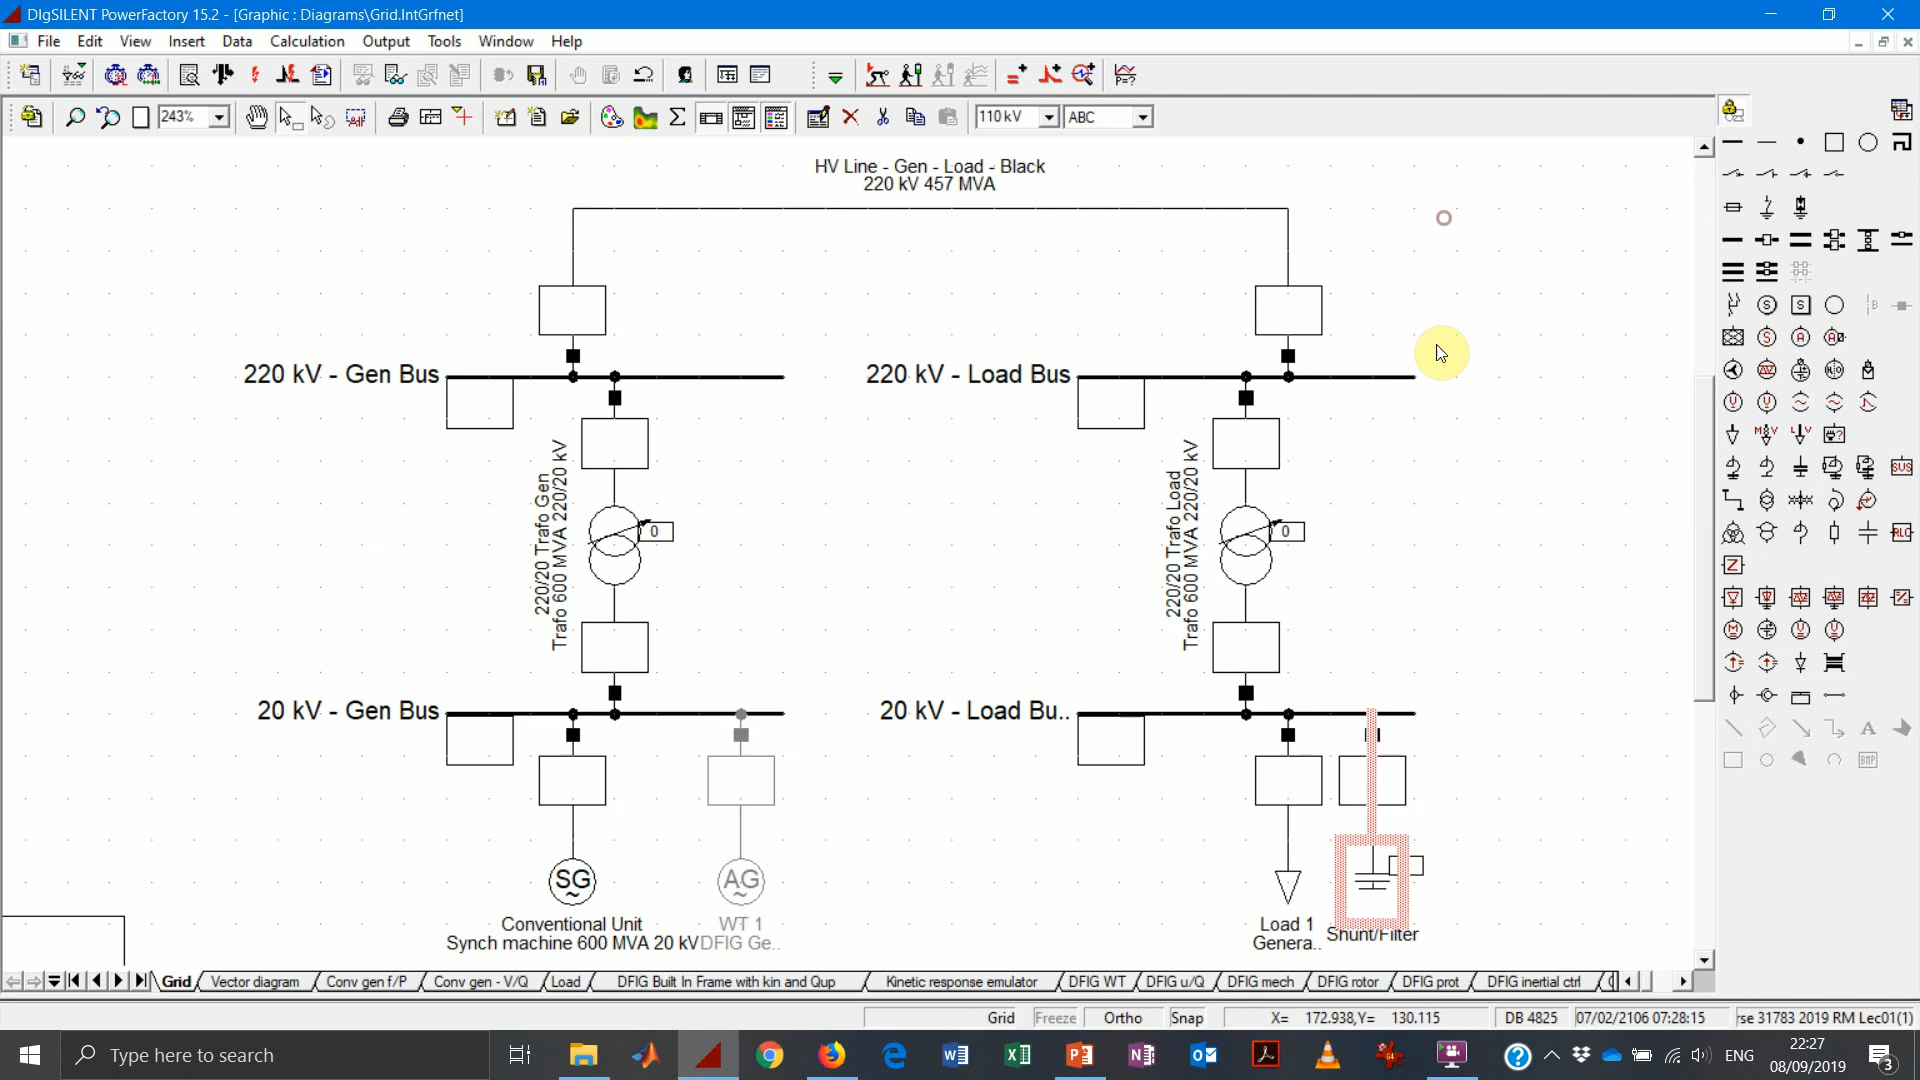 DIgSILENT PowerFactory 15.2 - [Graphic : Diagrams\Grid.IntGrfnet]
File Edit View Insert Data Calculation Output Tools Window Help
243% 110 kV ABC
HV Line - Gen - Load - Black
220 kV 457 MVA
220 kV - Gen Bus
220 kV - Load Bus
220/20 Trafo Gen
Trafo 600 MVA 220/20 kV
0
220/20 Trafo Load
Trafo 600 MVA 220/20 kV
0
20 kV - Gen Bus
20 kV - Load Bu..
SG
AG
Conventional Unit
Synch machine 600 MVA 20 kV
WT 1
DFIG Ge..
Load 1
Genera..
Shunt/Filter
Grid Vector diagram Conv gen f/P Conv gen - V/Q Load DFIG Built In Frame with kin and Qup Kinetic response emulator DFIG WT DFIG u/Q DFIG mech DFIG rotor DFIG prot DFIG inertial ctrl
Grid Freeze Ortho Snap X= 172.938,Y= 130.115 DB 4825 07/02/2106 07:28:15 rse 31783 2019 RM Lec01(1)
Type here to search
ENG
22:27
08/09/2019
3